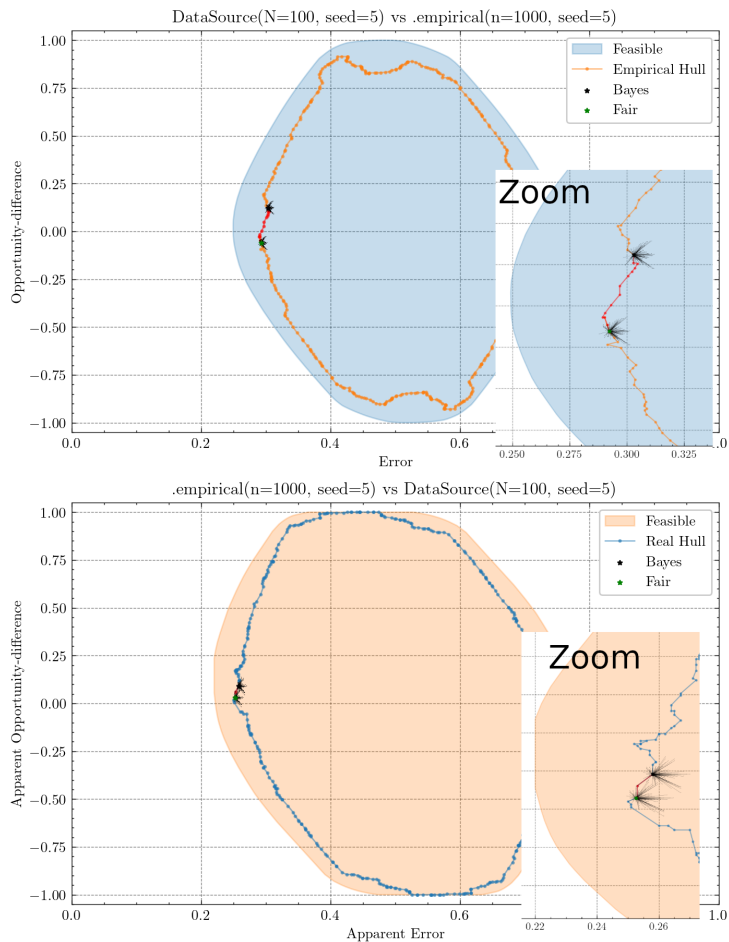 DataSource(N=100, seed=5) vs .empirical(n=1000, seed=5)
1.00
0.75
0.50
0.25
0.00
−0.25
−0.50
−0.75
−1.00
Opportunity-difference
Feasible
Empirical Hull
Bayes
Fair
Zoom
0.250
0.275
0.300
0.325
0.0
0.2
0.4
0.6
.0
Error
.empirical(n=1000, seed=5) vs DataSource(N=100, seed=5)
1.00
0.75
0.50
0.25
0.00
−0.25
−0.50
−0.75
−1.00
Apparent Opportunity-difference
Feasible
Real Hull
Bayes
Fair
Zoom
0.22
0.24
0.26
0.0
0.2
0.4
0.6
1.0
Apparent Error